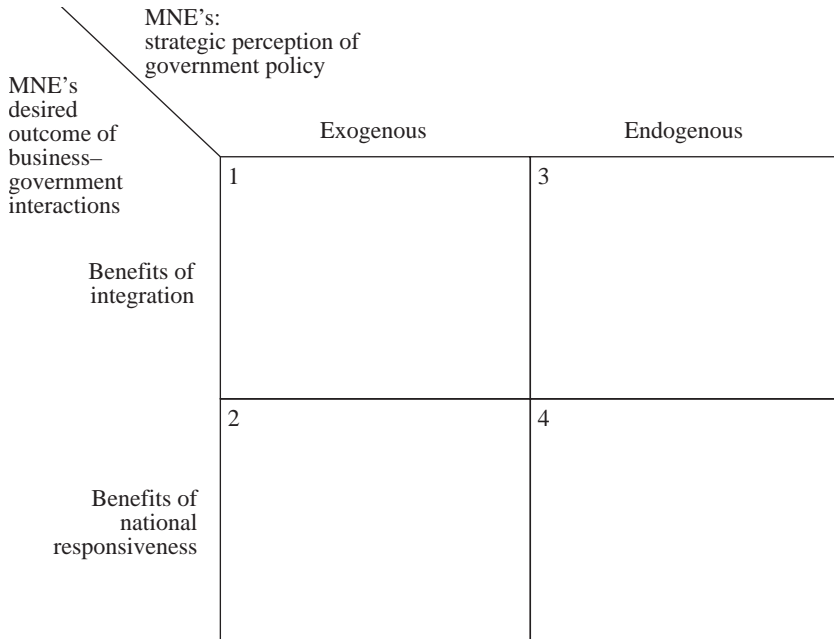 MNE's:
strategic perception of
government policy
MNE's
desired
outcome of
business–
government
interactions
Exogenous
Endogenous
1
3
Benefits of
integration
2
4
Benefits of
national
responsiveness